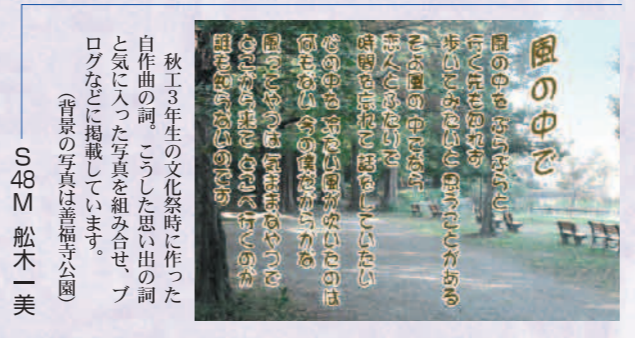 風の中で
風の中を ぶらぶらと
行く先も忘れす
歩いてみたいと 思うことがある
そよ風の中でなら
恋人とふたりで
時間を忘れて 話をしていたい
心の中を 冷たい風が吹いたのは
何もない 今の僕だからかな
風ってやつは 気ままなやつで
どこから来て どこへ行くのか
誰も知らないのです
秋工3年生の文化祭時に作った
自作曲の詞。こうした思い出の詞
と気に入った写真を組み合せ、ブ
ログなどに掲載しています。
(背景の写真は善福寺公園)
S48M 舩木一美